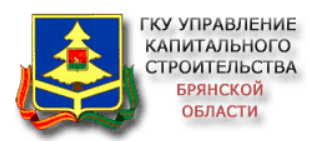 ГКУ УПРАВЛЕНИЕ
КАПИТАЛЬНОГО
СТРОИТЕЛЬСТВА
БРЯНСКОЙ
ОБЛАСТИ